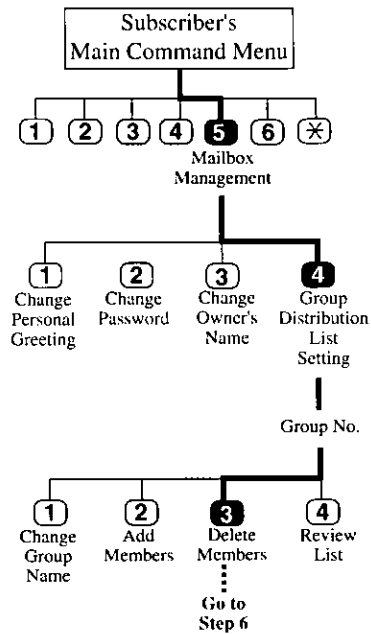 Subscriber's
Main Command Menu
1 2 3 4 5 6 *
Mailbox
Management
1 2 3 4
Change Personal Greeting
Change Password
Change Owner's Name
Group Distribution List Setting
Group No.
1 2 3 4
Change Group Name
Add Members
Delete Members
Review List
Go to
Step 6